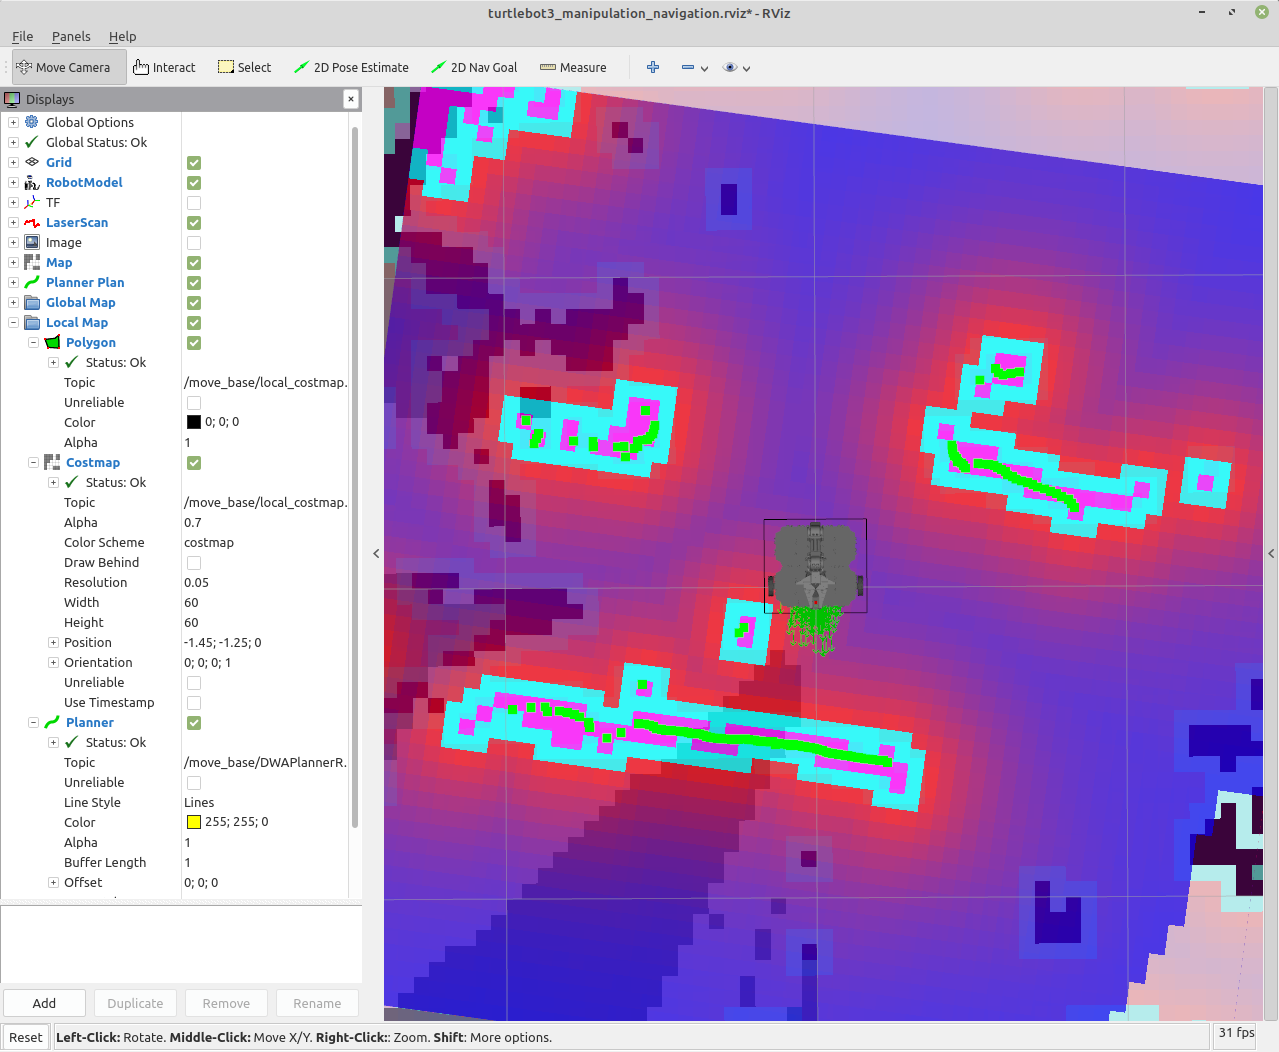 turtlebot3_manipulation_navigation.rviz* - RViz
File Panels Help
Move Camera Interact Select 2D Pose Estimate 2D Nav Goal Measure
Displays
Global Options
Global Status: Ok
Grid
RobotModel
TF
LaserScan
Image
Map
Planner Plan
Global Map
Local Map
Polygon
Status: Ok
Topic /move_base/local_costmap.
Unreliable
Color 0; 0; 0
Alpha 1
Costmap
Status: Ok
Topic /move_base/local_costmap.
Alpha 0.7
Color Scheme costmap
Draw Behind
Resolution 0.05
Width 60
Height 60
Position -1.45; -1.25; 0
Orientation 0; 0; 0; 1
Unreliable
Use Timestamp
Planner
Status: Ok
Topic /move_base/DWAPlannerR.
Unreliable
Line Style Lines
Color 255; 255; 0
Alpha 1
Buffer Length 1
Offset 0; 0; 0
Add Duplicate Remove Rename
Reset Left-Click: Rotate. Middle-Click: Move X/Y. Right-Click:: Zoom. Shift: More options. 31 fps